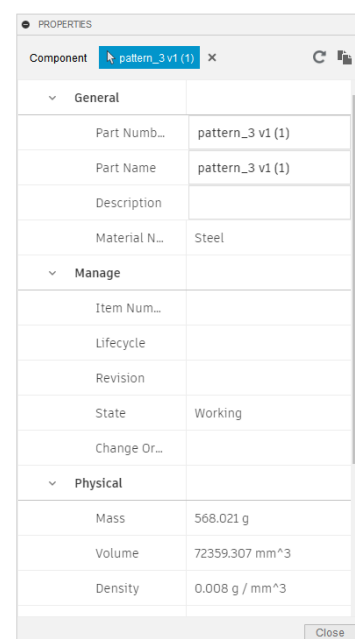 PROPERTIES
Component pattern_3 v1 (1)
General
Part Numb... pattern_3 v1 (1)
Part Name pattern_3 v1 (1)
Description
Material N... Steel
Manage
Item Num...
Lifecycle
Revision
State Working
Change Or...
Physical
Mass 568.021 g
Volume 72359.307 mm^3
Density 0.008 g / mm^3
Close